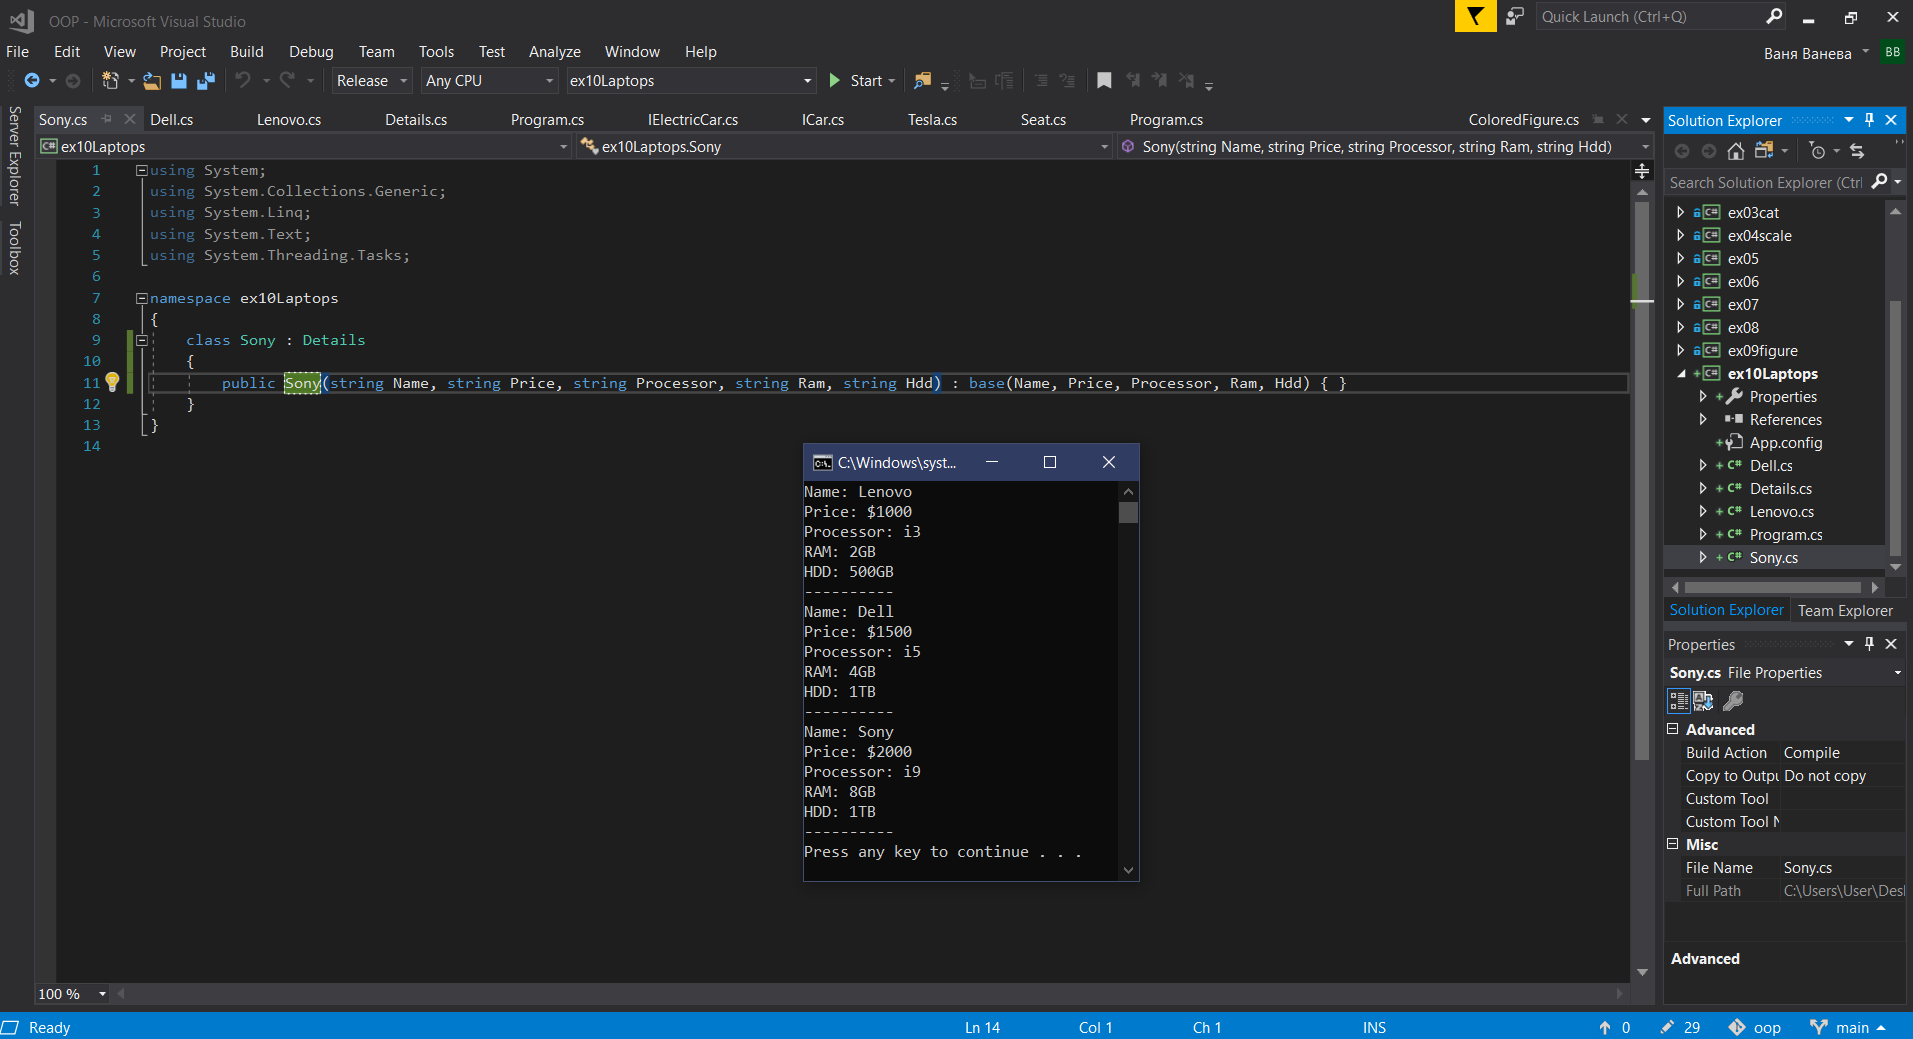 OOP - Microsoft Visual Studio
Quick Launch (Ctrl+Q)
File Edit View Project Build Debug Team Tools Test Analyze Window Help
Ваня Ванева BB
Release Any CPU ex10Laptops Start
Server Explorer
Toolbox
Sony.cs Dell.cs Lenovo.cs Details.cs Program.cs IElectricCar.cs ICar.cs Tesla.cs Seat.cs Program.cs ColoredFigure.cs
C# ex10Laptops ex10Laptops.Sony Sony(string Name, string Price, string Processor, string Ram, string Hdd)
1 using System;
2 using System.Collections.Generic;
3 using System.Linq;
4 using System.Text;
5 using System.Threading.Tasks;
6
7 namespace ex10Laptops
8 {
9 class Sony : Details
10 {
11 public Sony(string Name, string Price, string Processor, string Ram, string Hdd) : base(Name, Price, Processor, Ram, Hdd) { }
12 }
13 }
14
C:\Windows\syst...
Name: Lenovo
Price: $1000
Processor: i3
RAM: 2GB
HDD: 500GB
----------
Name: Dell
Price: $1500
Processor: i5
RAM: 4GB
HDD: 1TB
----------
Name: Sony
Price: $2000
Processor: i9
RAM: 8GB
HDD: 1TB
----------
Press any key to continue . . .
Solution Explorer
Search Solution Explorer (Ctrl
C# ex03cat
C# ex04scale
C# ex05
C# ex06
C# ex07
C# ex08
C# ex09figure
+ C# ex10Laptops
+ Properties
References
+ App.config
+ C# Dell.cs
+ C# Details.cs
+ C# Lenovo.cs
+ C# Program.cs
+ C# Sony.cs
Solution Explorer Team Explorer
Properties
Sony.cs File Properties
Advanced
Build Action Compile
Copy to Outpu Do not copy
Custom Tool
Custom Tool N
Misc
File Name Sony.cs
Full Path C:\Users\User\Des
Advanced
100 %
Ready Ln 14 Col 1 Ch 1 INS 0 29 oop main